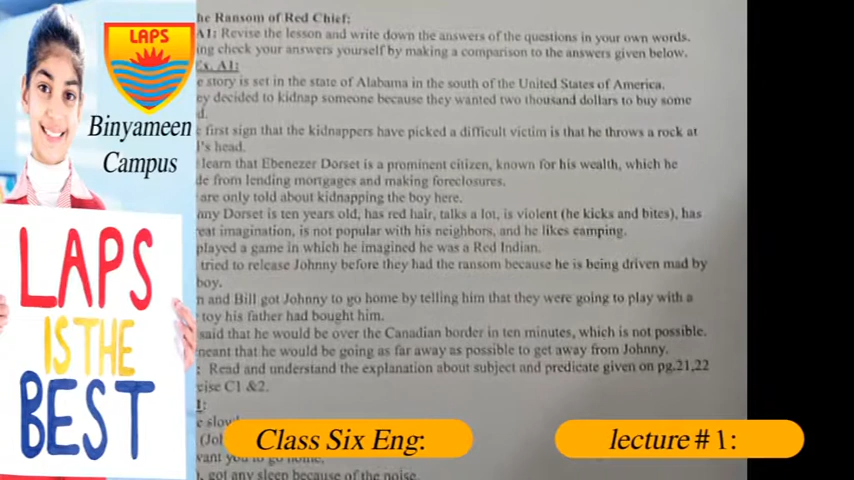 LAPS
Binyameen
Campus
LAPS
IS THE
BEST
he Ransom of Red Chief:
A1: Revise the lesson and write down the answers of the questions in your own words.
ing check your answers yourself by making a comparison to the answers given below.
Ex. A1:
e story is set in the state of Alabama in the south of the United States of America.
ey decided to kidnap someone because they wanted two thousand dollars to buy some
d.
e first sign that the kidnappers have picked a difficult victim is that he throws a rock at
l's head.
learn that Ebenezer Dorset is a prominent citizen, known for his wealth, which he
de from lending mortgages and making foreclosures.
are only told about kidnapping the boy here.
nny Dorset is ten years old, has red hair, talks a lot, is violent (he kicks and bites), has
eat imagination, is not popular with his neighbors, and he likes camping.
played a game in which he imagined he was a Red Indian.
tried to release Johnny before they had the ransom because he is being driven mad by
boy.
n and Bill got Johnny to go home by telling him that they were going to play with a
toy his father had bought him.
said that he would be over the Canadian border in ten minutes, which is not possible.
meant that he would be going as far away as possible to get away from Johnny.
: Read and understand the explanation about subject and predicate given on pg.21,22
cise C1 &2.
1:
e slow
(Jo
want you to go home.
got any sleep because of the noise.
Class Six Eng:
lecture # 1: